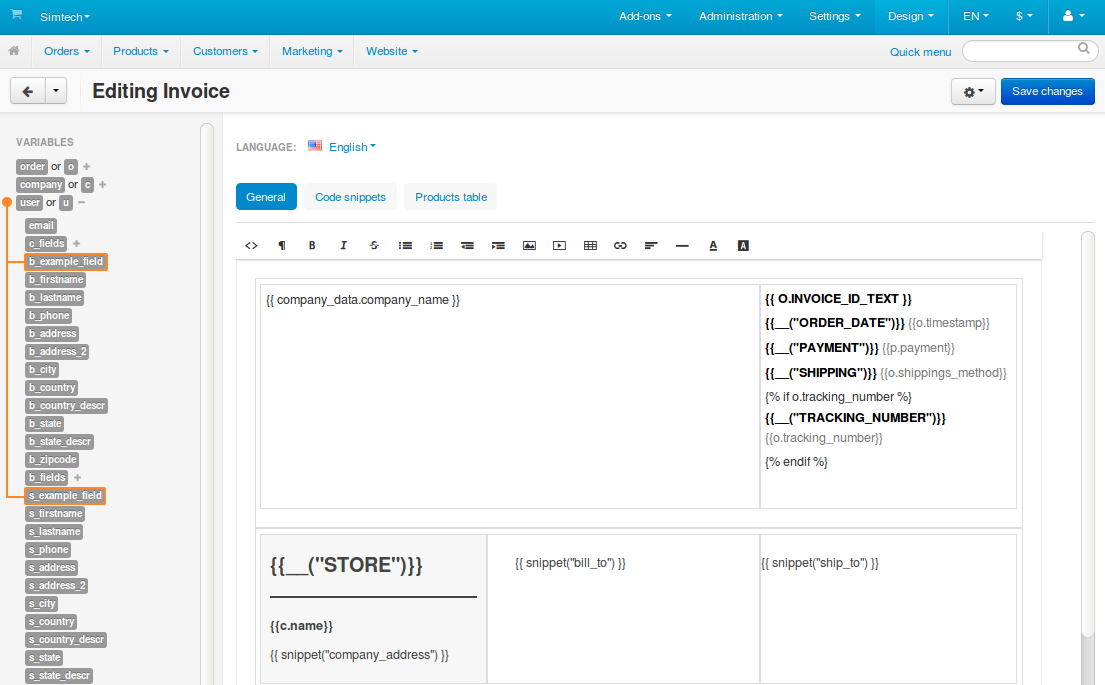 Simtech
Add-ons Administration Settings Design EN $
Orders Products Customers Marketing Website Quick menu
Editing Invoice
Save changes
VARIABLES
order or o +
company or c +
user or u −
email
c_fields +
b_example_field
b_firstname
b_lastname
b_phone
b_address
b_address_2
b_city
b_country
b_country_descr
b_state
b_state_descr
b_zipcode
b_fields +
s_example_field
s_firstname
s_lastname
s_phone
s_address
s_address_2
s_city
s_country
s_country_descr
s_state
s_state_descr
LANGUAGE: English
General Code snippets Products table
<> ¶ B I S A A
{{ company_data.company_name }}
{{ O.INVOICE_ID_TEXT }}
{{__("ORDER_DATE")}} {{o.timestamp}}
{{__("PAYMENT")}} {{p.payment}}
{{__("SHIPPING")}} {{o.shippings_method}}
{% if o.tracking_number %}
{{__("TRACKING_NUMBER")}}
{{o.tracking_number}}
{% endif %}
{{__("STORE")}}
{{c.name}}
{{ snippet("company_address") }}
{{ snippet("bill_to") }}
{{ snippet("ship_to") }}